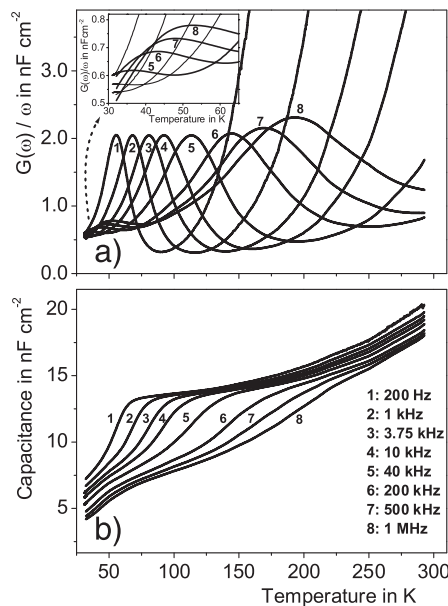 a)
G(ω) / ω in nF cm-2
4.0
3.0
2.0
1.0
0.0
G(ω)/ω in nFcm-2
0.8
0.7
0.6
0.5
30 40 50 60
Temperature in K
5 6 7 8
1 2 3 4 5 6 7 8
b)
Capacitance in nF cm-2
20
15
10
5
1 2 3 4 5 6 7 8
1: 200 Hz
2: 1 kHz
3: 3.75 kHz
4: 10 kHz
5: 40 kHz
6: 200 kHz
7: 500 kHz
8: 1 MHz
50 100 150 200 250 300
Temperature in K